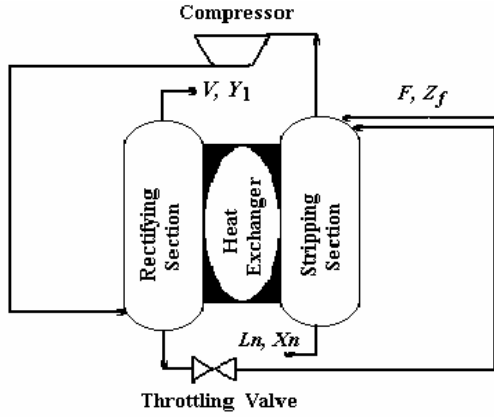 Compressor
V, Y1
F, Zf
Rectifying
Section
Heat
Exchanger
Stripping
Section
Ln, Xn
Throttling Valve